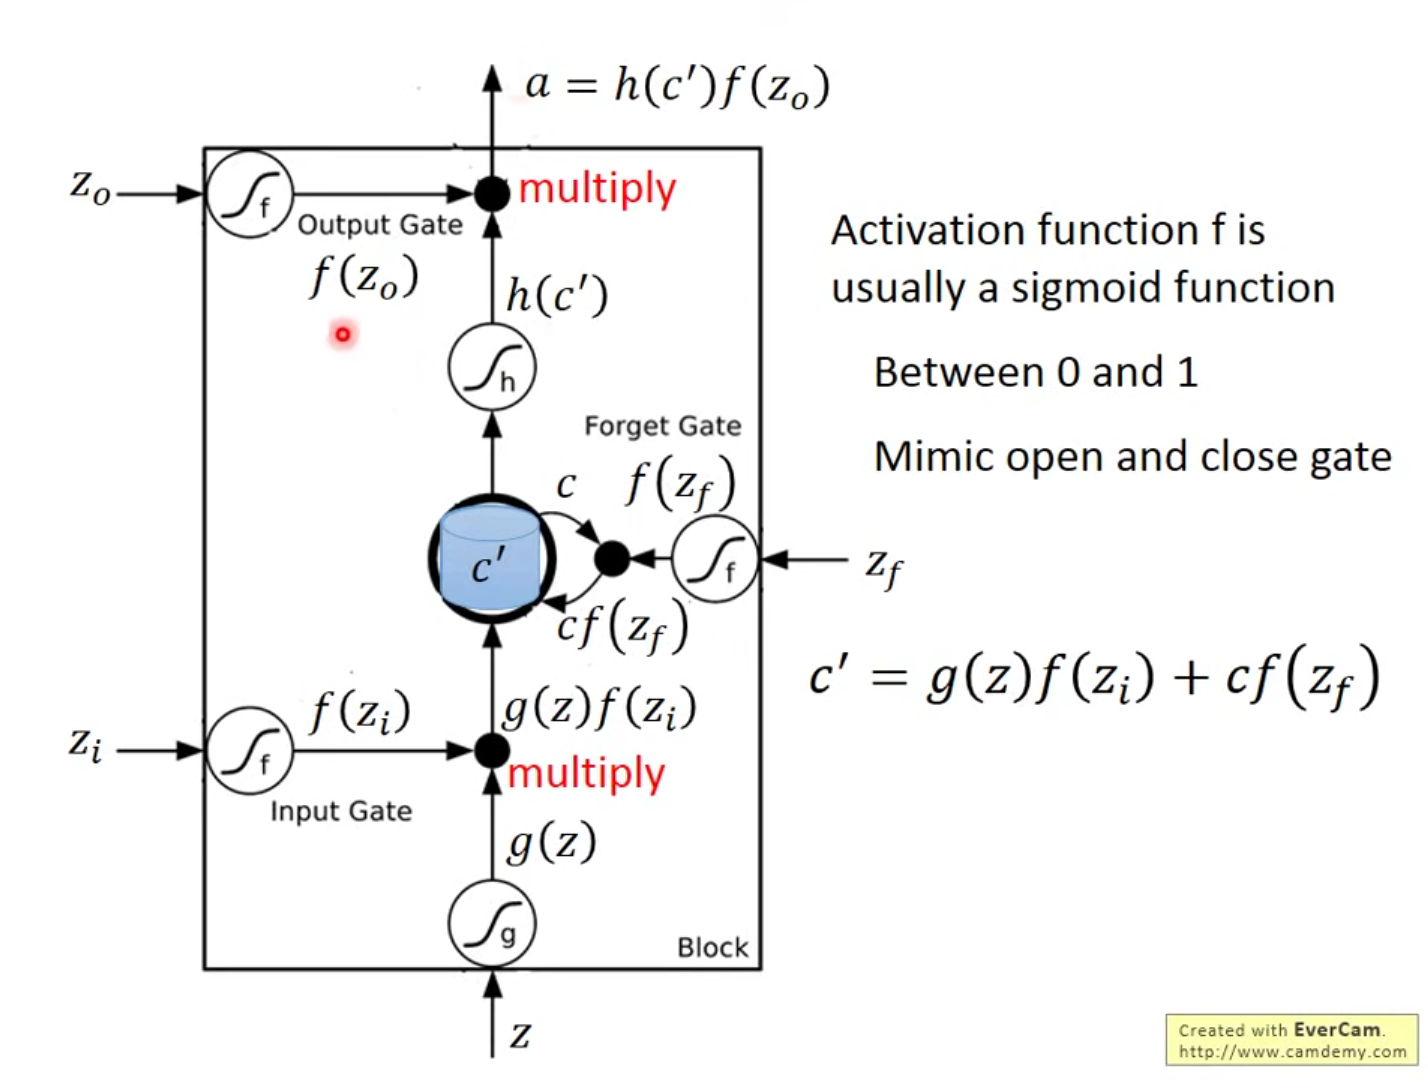 a = h(c′)f(z_o)
z_o
f
multiply
Output Gate
f(z_o)
h(c′)
h
Activation function f is
usually a sigmoid function
Between 0 and 1
Mimic open and close gate
Forget Gate
c
f(z_f)
c′
f
z_f
cf(z_f)
c′ = g(z)f(z_i) + cf(z_f)
f(z_i)
g(z)f(z_i)
z_i
f
multiply
Input Gate
g(z)
g
Block
z
Created with EverCam.
http://www.camdemy.com